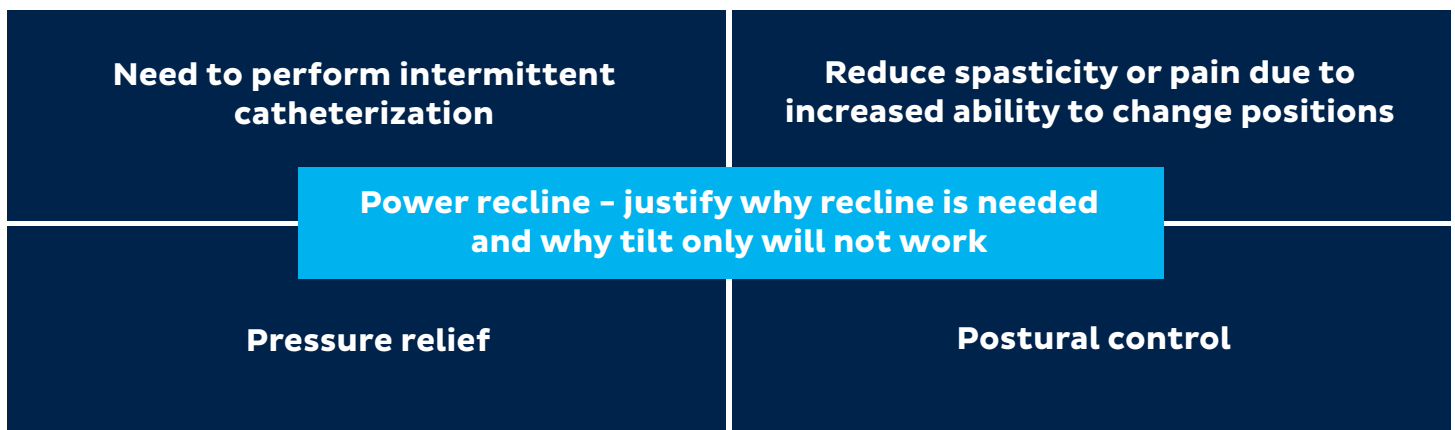 Need to perform intermittent
catheterization
Reduce spasticity or pain due to
increased ability to change positions
Power recline – justify why recline is needed
and why tilt only will not work
Pressure relief
Postural control